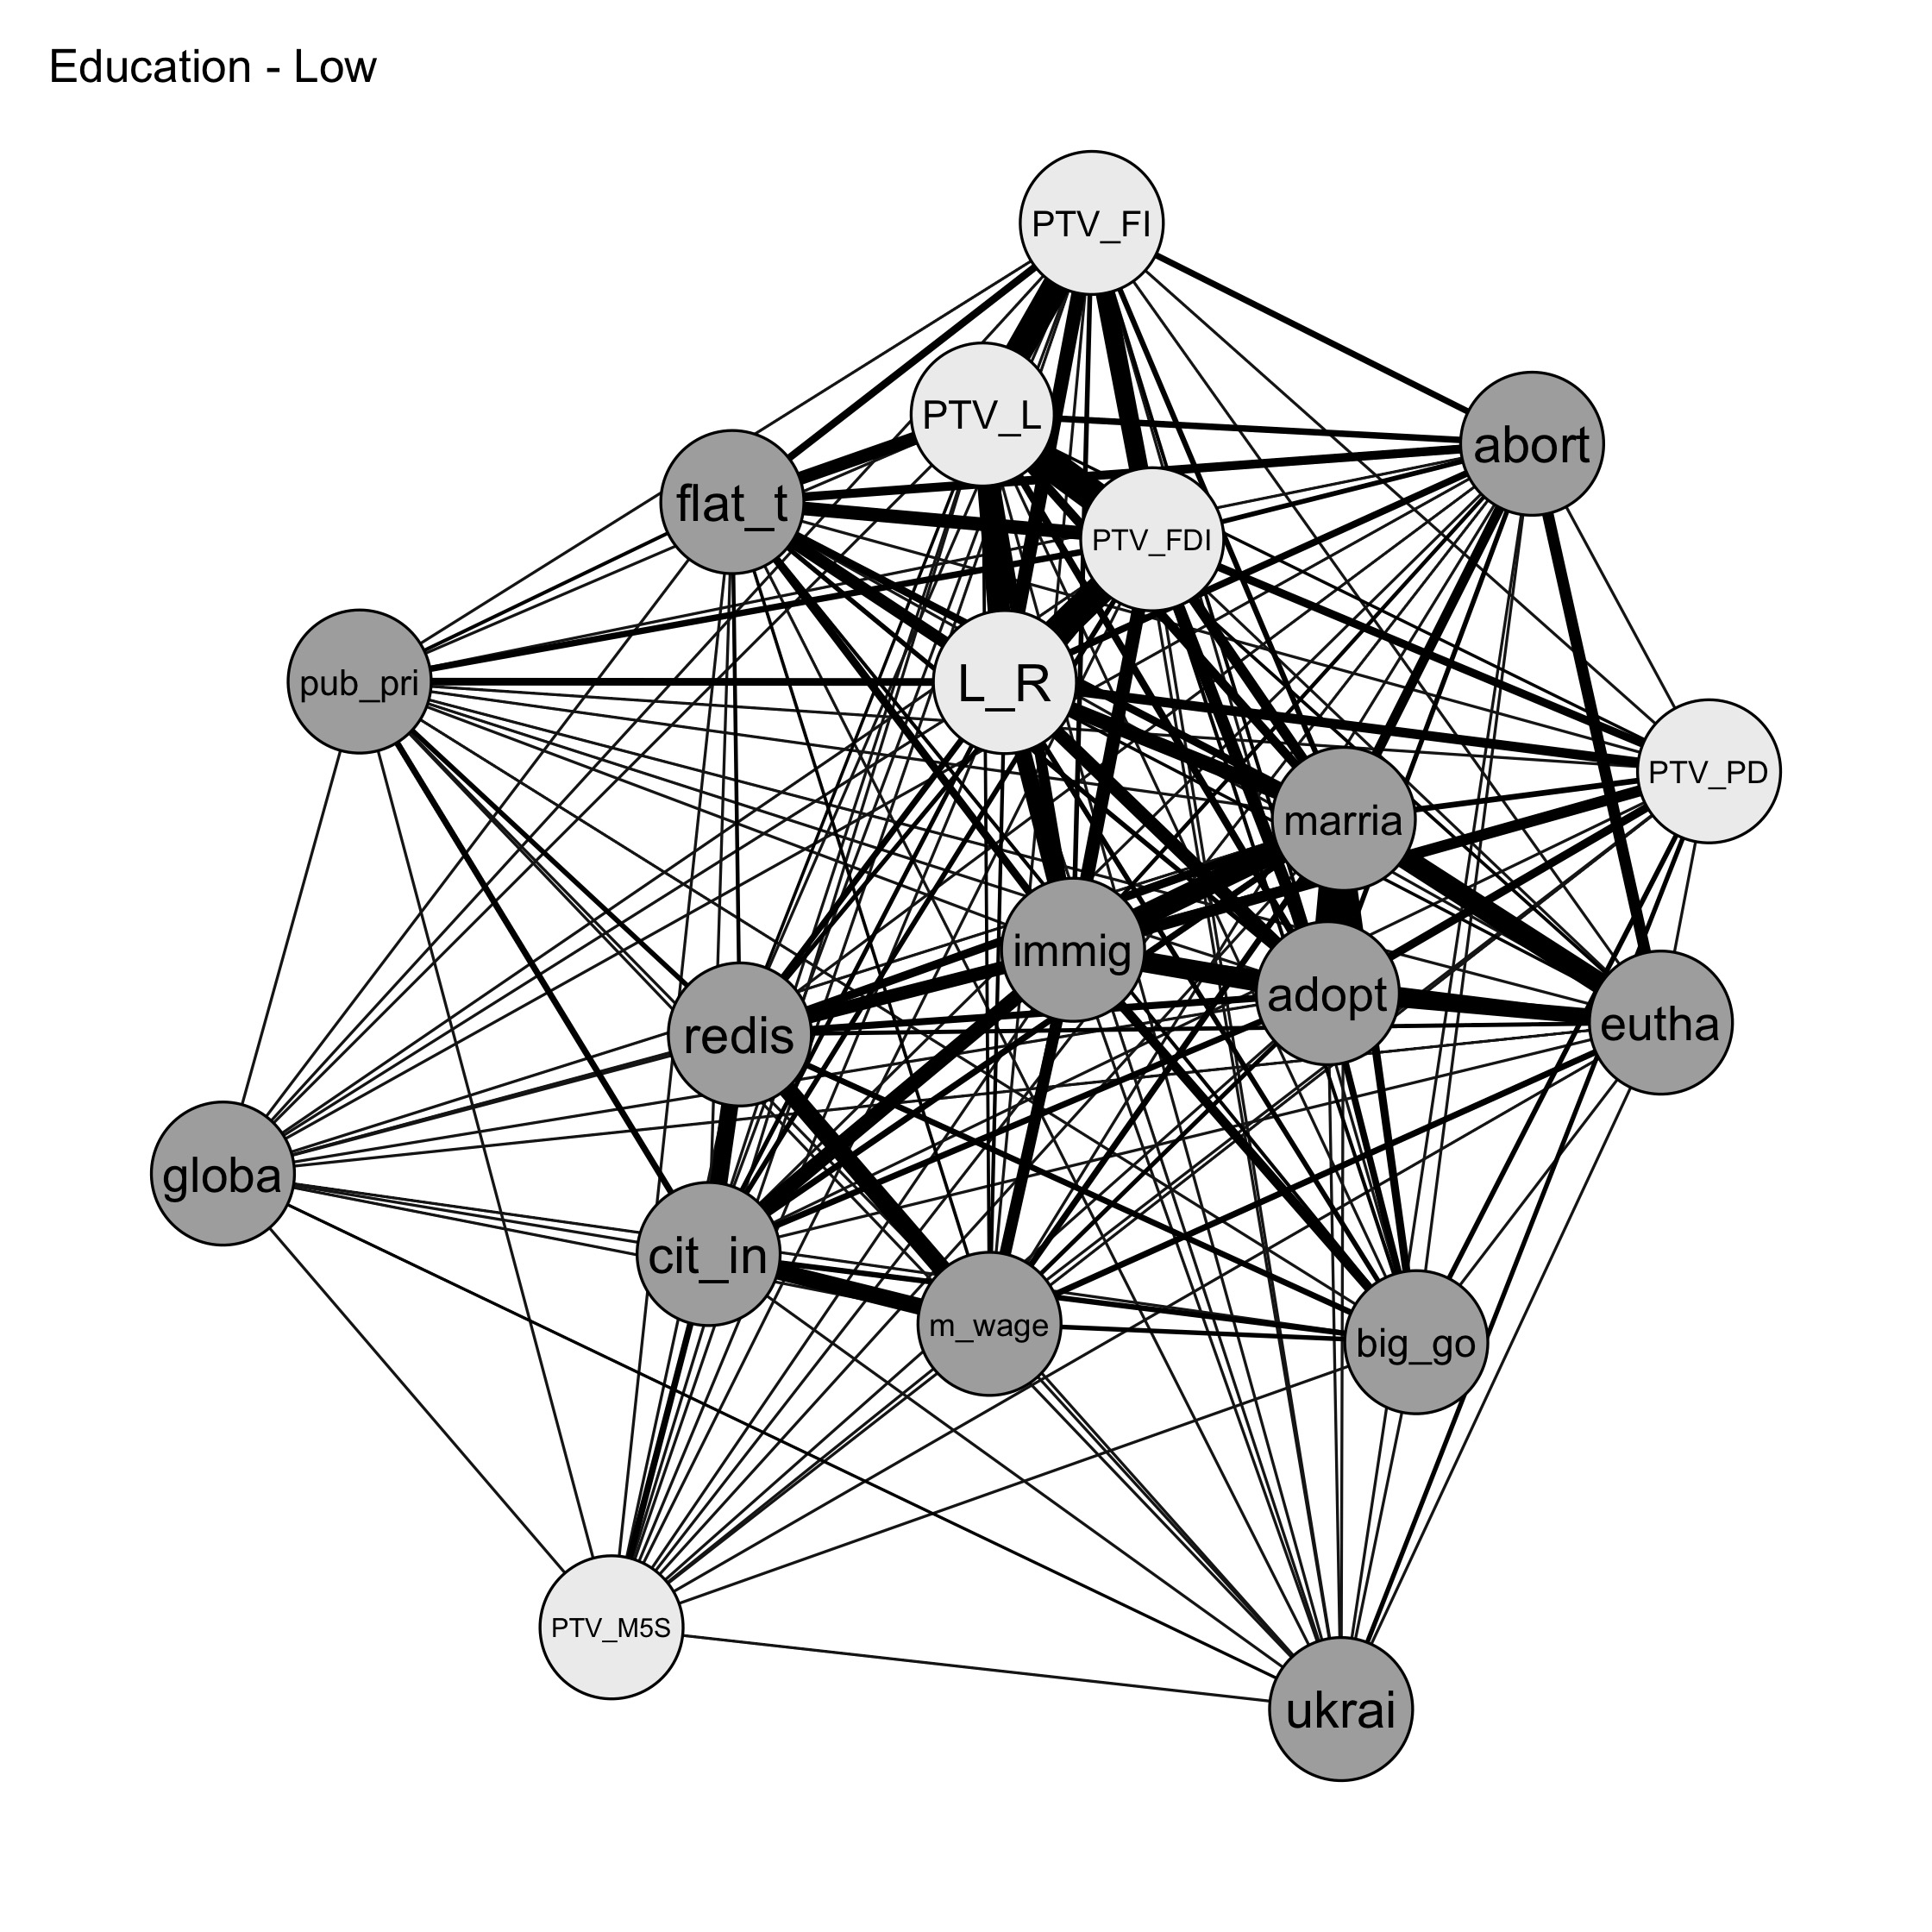 Education - Low
PTV_FI
PTV_L
abort
flat_t
PTV_FDI
pub_pri
L_R
PTV_PD
marria
immig
adopt
redis
eutha
globa
cit_in
m_wage
big_go
PTV_M5S
ukrai